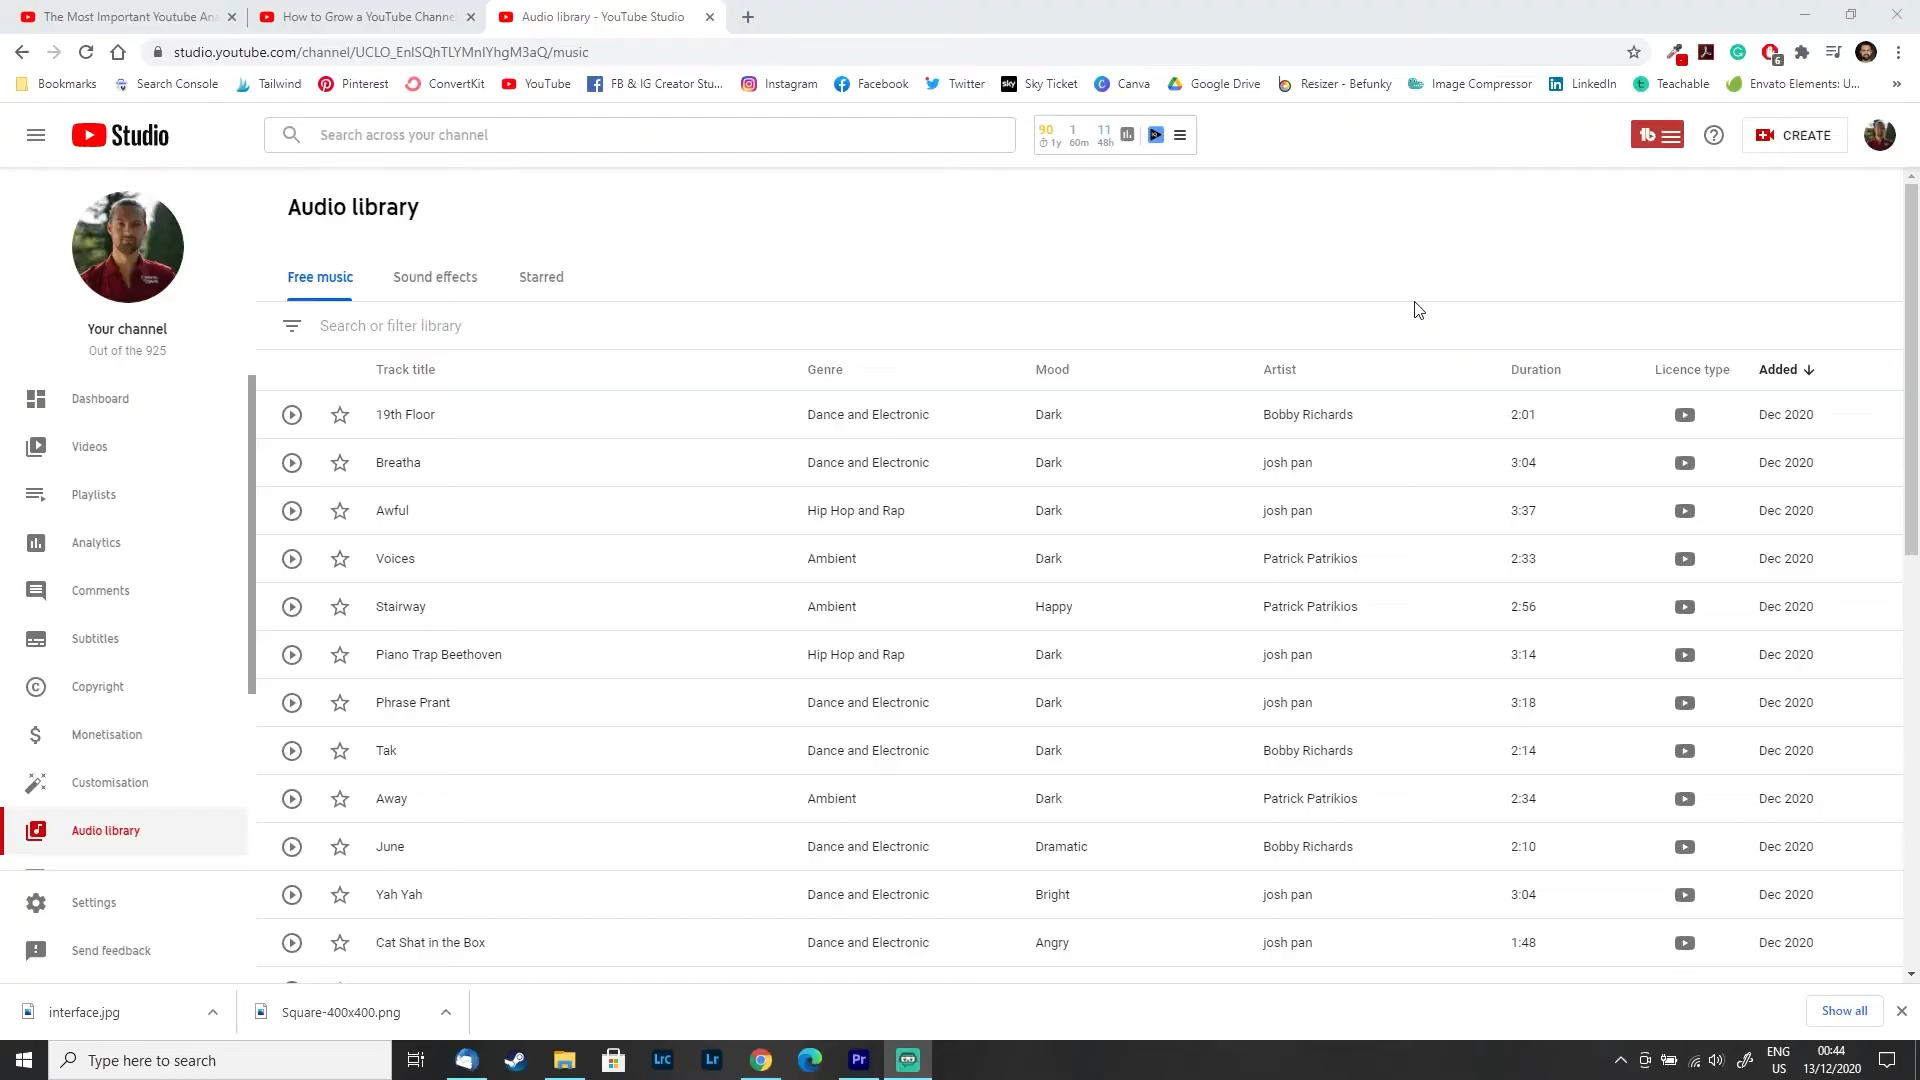 The Most Important Youtube An
How to Grow a YouTube Channe
Audio library - YouTube Studio
studio.youtube.com/channel/UCLO_EnISQhTLYMnIYhgM3aQ/music
6
Bookmarks
Search Console
Tailwind
Pinterest
ConvertKit
YouTube
FB & IG Creator Stu...
Instagram
Facebook
Twitter
sky
Sky Ticket
Canva
Google Drive
Resizer - Befunky
Image Compressor
LinkedIn
Teachable
Envato Elements: U...
Studio
Search across your channel
90 1 11
1y 60m 48h
CREATE
Your channel
Out of the 925
Dashboard
Videos
Playlists
Analytics
Comments
Subtitles
Copyright
Monetisation
Customisation
Audio library
Settings
Send feedback
Audio library
Free music Sound effects Starred
Search or filter library
Track title Genre Mood Artist Duration Licence type Added
19th Floor Dance and Electronic Dark Bobby Richards 2:01 Dec 2020
Breatha Dance and Electronic Dark josh pan 3:04 Dec 2020
Awful Hip Hop and Rap Dark josh pan 3:37 Dec 2020
Voices Ambient Dark Patrick Patrikios 2:33 Dec 2020
Stairway Ambient Happy Patrick Patrikios 2:56 Dec 2020
Piano Trap Beethoven Hip Hop and Rap Dark josh pan 3:14 Dec 2020
Phrase Prant Dance and Electronic Dark josh pan 3:18 Dec 2020
Tak Dance and Electronic Dark Bobby Richards 2:14 Dec 2020
Away Ambient Dark Patrick Patrikios 2:34 Dec 2020
June Dance and Electronic Dramatic Bobby Richards 2:10 Dec 2020
Yah Yah Dance and Electronic Bright josh pan 3:04 Dec 2020
Cat Shat in the Box Dance and Electronic Angry josh pan 1:48 Dec 2020
interface.jpg
Square-400x400.png
Show all
Type here to search
Lrc
Lr
Pr
ENG
US
00:44
13/12/2020